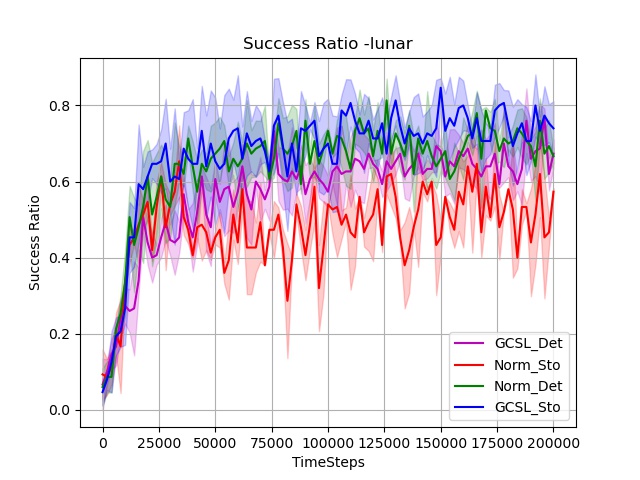 Success Ratio -lunar
Success Ratio
0.8
0.6
0.4
0.2
0.0
GCSL_Det
Norm_Sto
Norm_Det
GCSL_Sto
0 25000 50000 75000 100000 125000 150000 175000 200000
TimeSteps